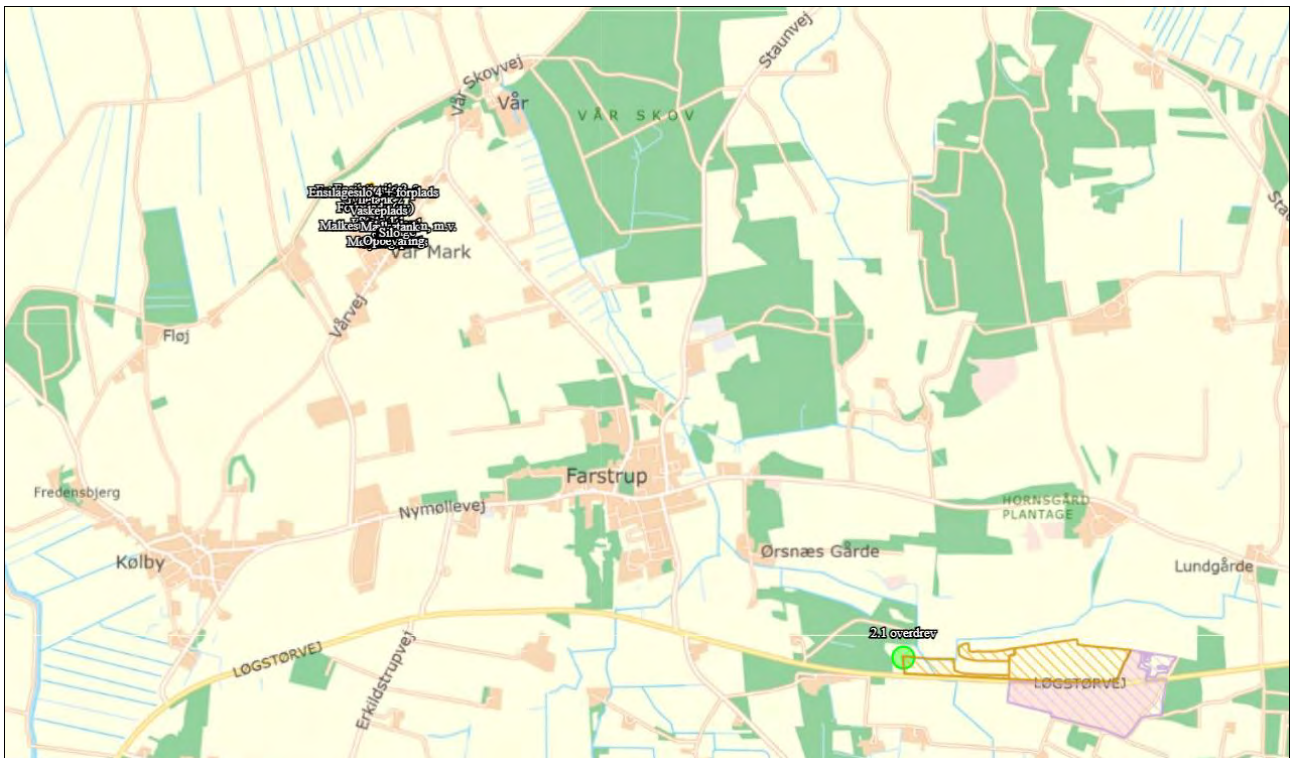 Vår Skovvej
Vår
Staunvej
VÅR SKOV
Ensilagesilo 4 + forplads
Vaskeplads
Silo
Opbevaring
Vår Mark
Vårvej
Fløj
Farstrup
Nymøllevej
Fredensbjerg
Kølby
HORNSGÅRD
PLANTAGE
Ørsnæs Gårde
Lundgårde
2.1 overdrev
LØGSTØRVEJ
LØGSTØRVEJ
Erkildstrupvej